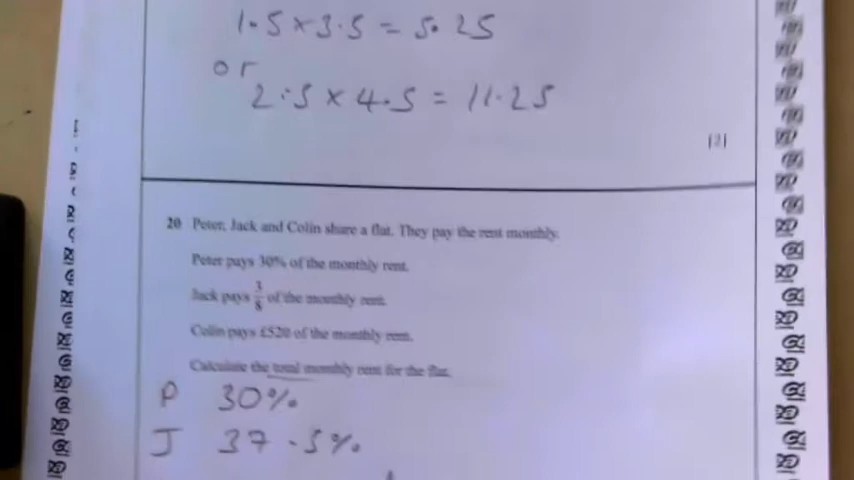 1.5 × 3.5 = 5.25
or
2.5 × 4.5 = 11.25
[2]
20 Peter, Jack and Colin share a flat. They pay the rent monthly.
Peter pays 30% of the monthly rent.
Jack pays 3/8 of the monthly rent.
Colin pays £520 of the monthly rent.
Calculate the total monthly rent for the flat.
P 30%
J 37.5%